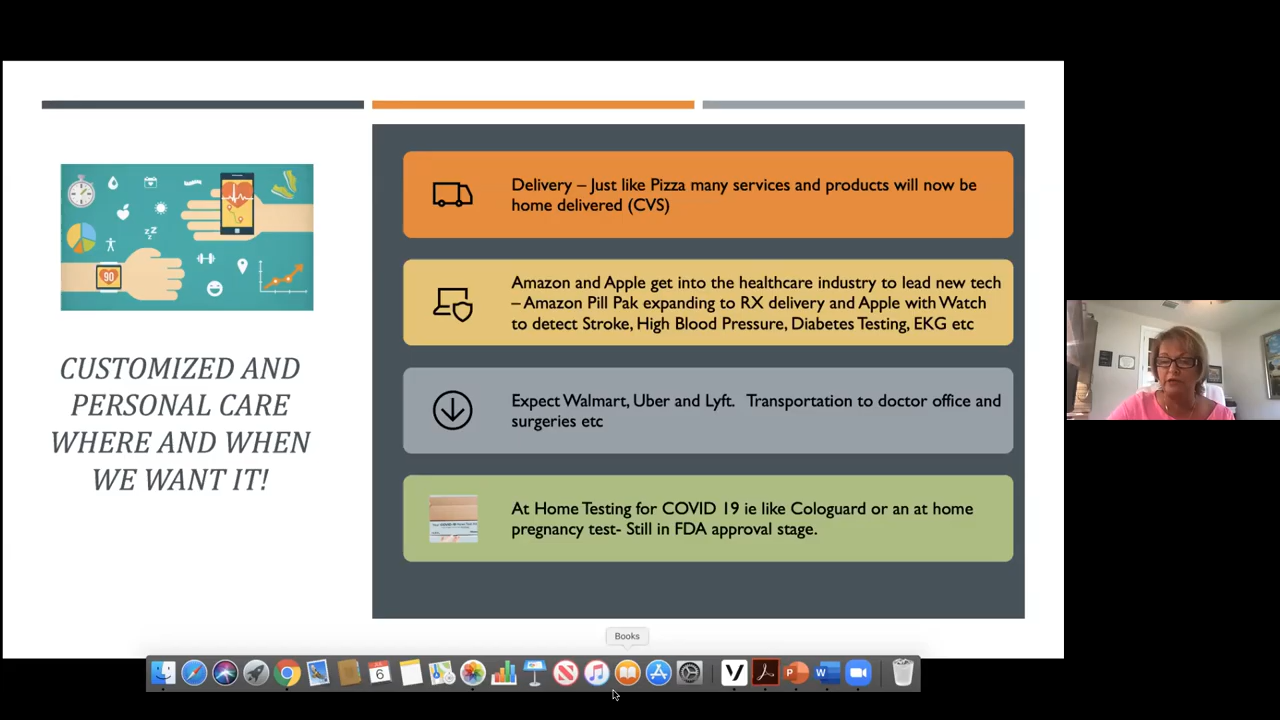 90
zz
z
CUSTOMIZED AND
PERSONAL CARE
WHERE AND WHEN
WE WANT IT!
Delivery – Just like Pizza many services and products will now be
home delivered (CVS)
Amazon and Apple get into the healthcare industry to lead new tech
– Amazon Pill Pak expanding to RX delivery and Apple with Watch
to detect Stroke, High Blood Pressure, Diabetes Testing, EKG etc
Expect Walmart, Uber and Lyft. Transportation to doctor office and
surgeries etc
At Home Testing for COVID 19 ie like Cologuard or an at home
pregnancy test- Still in FDA approval stage.
Books
6